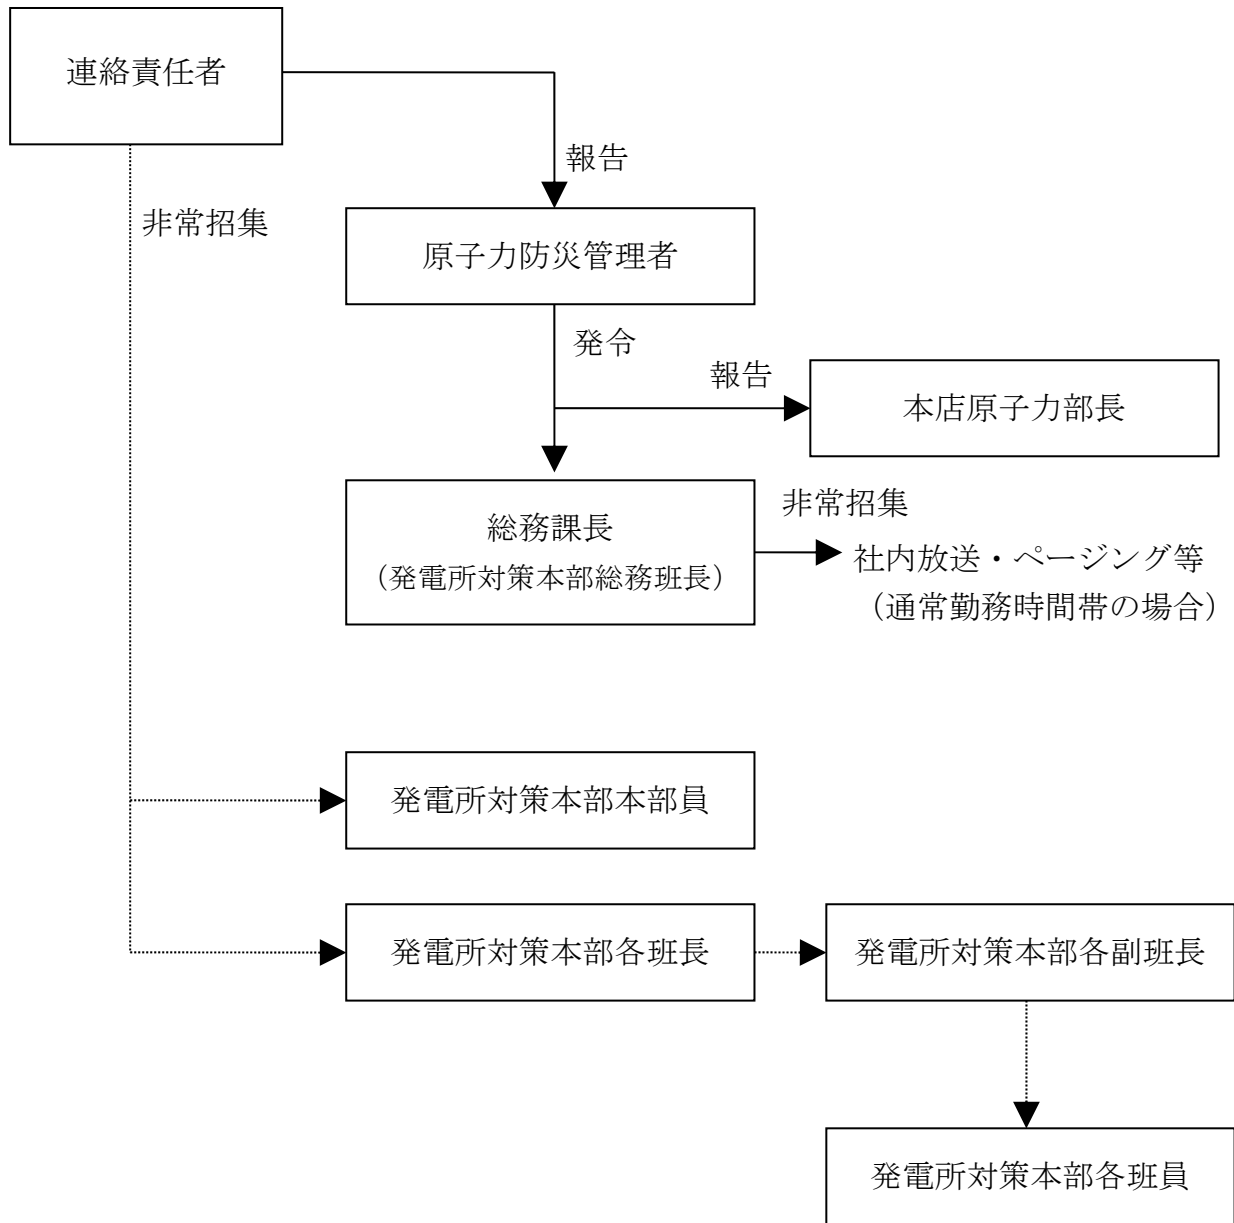 連絡責任者
報告
非常招集
原子力防災管理者
発令
報告
本店原子力部長
総務課長
（発電所対策本部総務班長）
非常招集
社内放送・ページング等
（通常勤務時間帯の場合）
発電所対策本部本部員
発電所対策本部各班長
発電所対策本部各副班長
発電所対策本部各班員